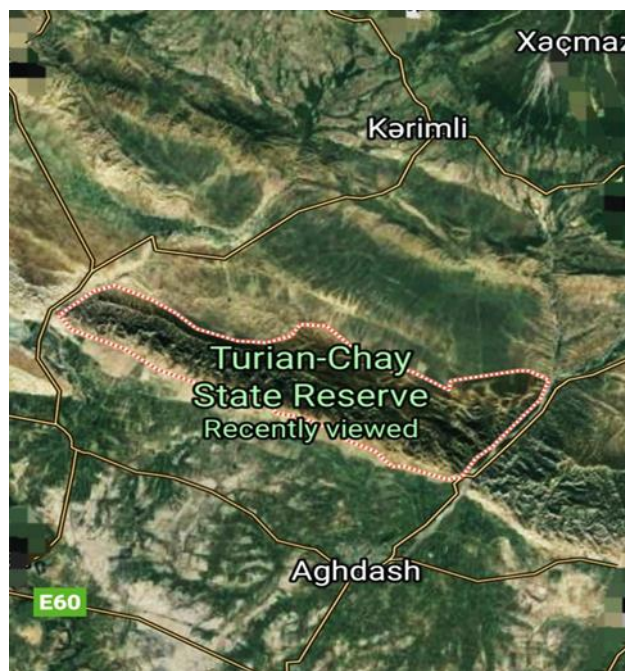 Xaçmaz
Kərimli
Turian-Chay
State Reserve
Recently viewed
Aghdash
E60